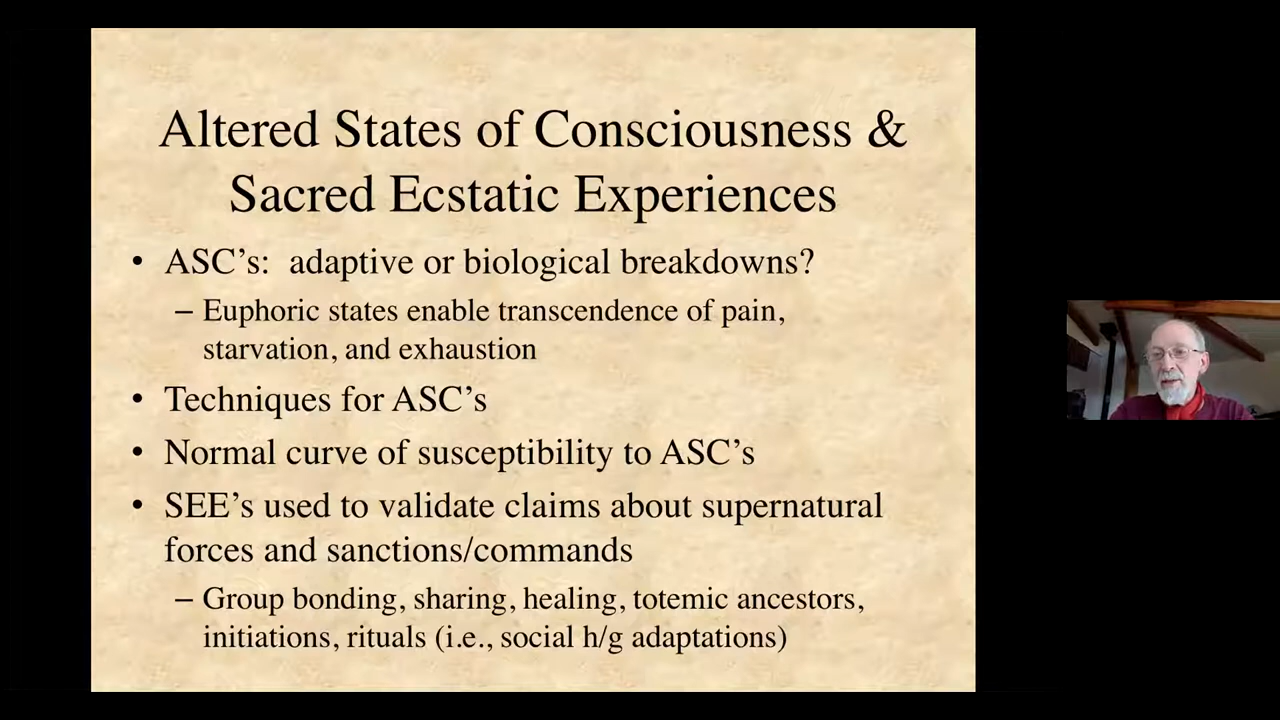 Altered States of Consciousness &
Sacred Ecstatic Experiences
• ASC's:  adaptive or biological breakdowns?
– Euphoric states enable transcendence of pain,
starvation, and exhaustion
• Techniques for ASC's
• Normal curve of susceptibility to ASC's
• SEE's used to validate claims about supernatural
forces and sanctions/commands
– Group bonding, sharing, healing, totemic ancestors,
initiations, rituals (i.e., social h/g adaptations)